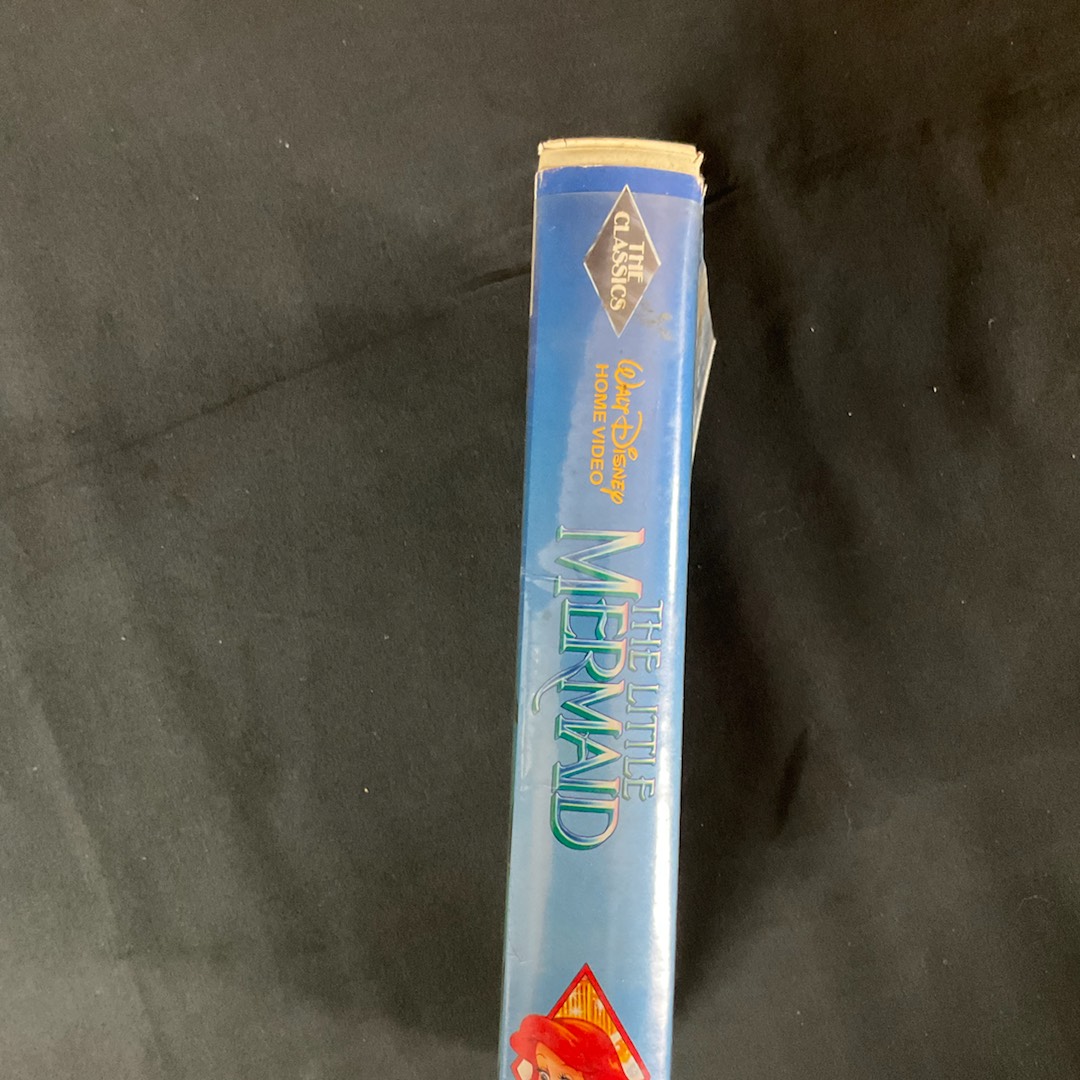 THE
CLASSICS
WALT DISNEY
HOME VIDEO
THE LITTLE
MERMAID